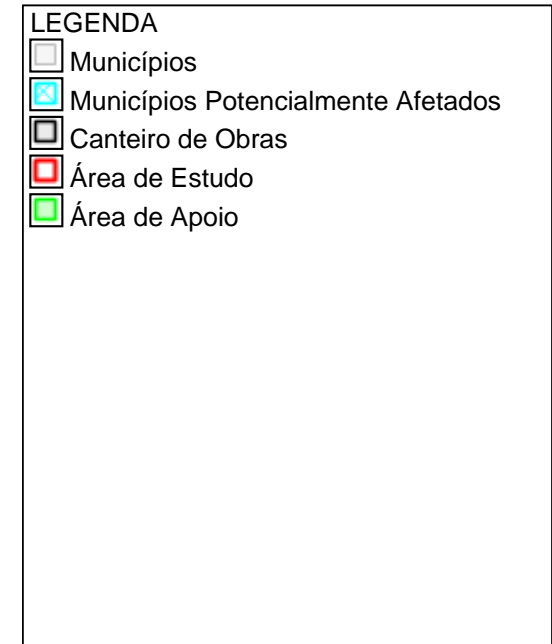 LEGENDA
Municípios
Municípios Potencialmente Afetados
Canteiro de Obras
Área de Estudo
Área de Apoio